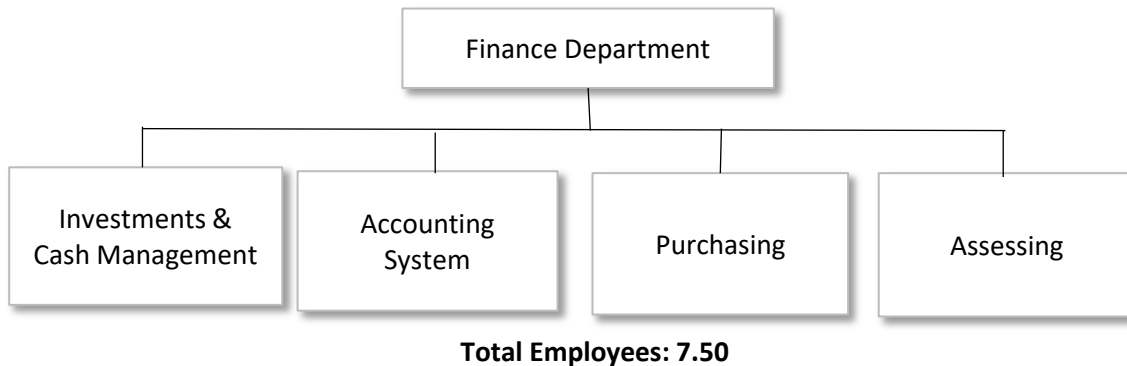 Finance Department
Investments &
Cash Management
Accounting
System
Purchasing
Assessing
Total Employees: 7.50